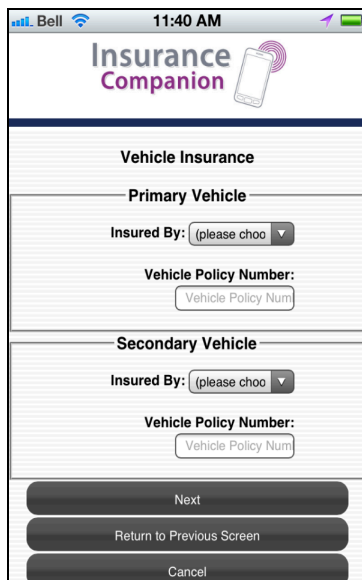 Bell 11:40 AM
Insurance
Companion
Vehicle Insurance
Primary Vehicle
Insured By: (please choo
Vehicle Policy Number:
Vehicle Policy Num
Secondary Vehicle
Insured By: (please choo
Vehicle Policy Number:
Vehicle Policy Num
Next
Return to Previous Screen
Cancel